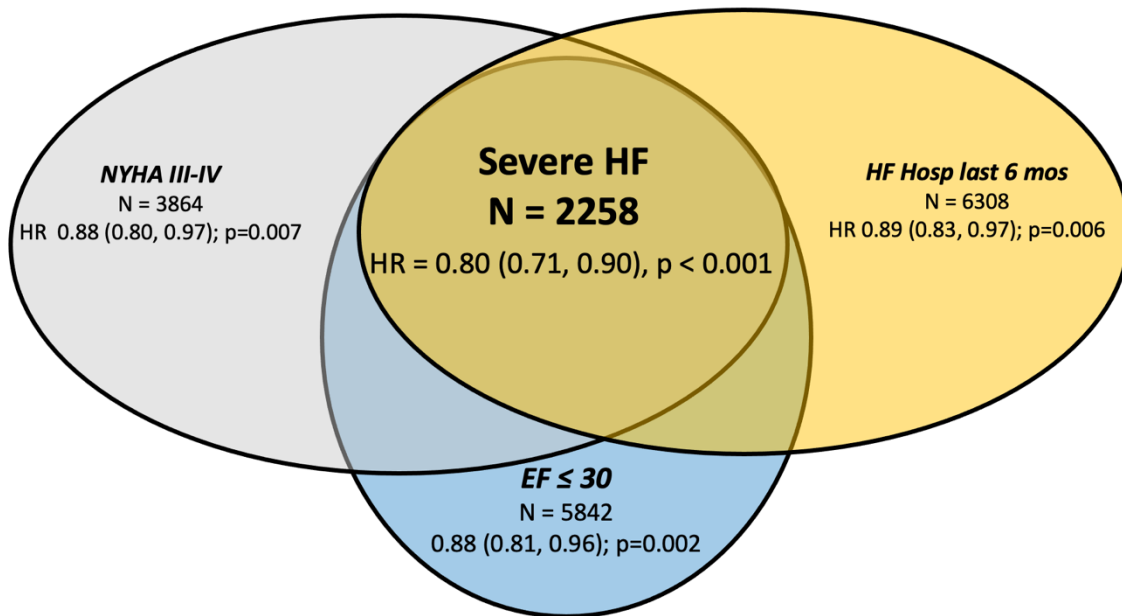 NYHA III-IV
N = 3864
HR 0.88 (0.80, 0.97); p=0.007
Severe HF
N = 2258
HR = 0.80 (0.71, 0.90), p < 0.001
HF Hosp last 6 mos
N = 6308
HR 0.89 (0.83, 0.97); p=0.006
EF ≤ 30
N = 5842
0.88 (0.81, 0.96); p=0.002